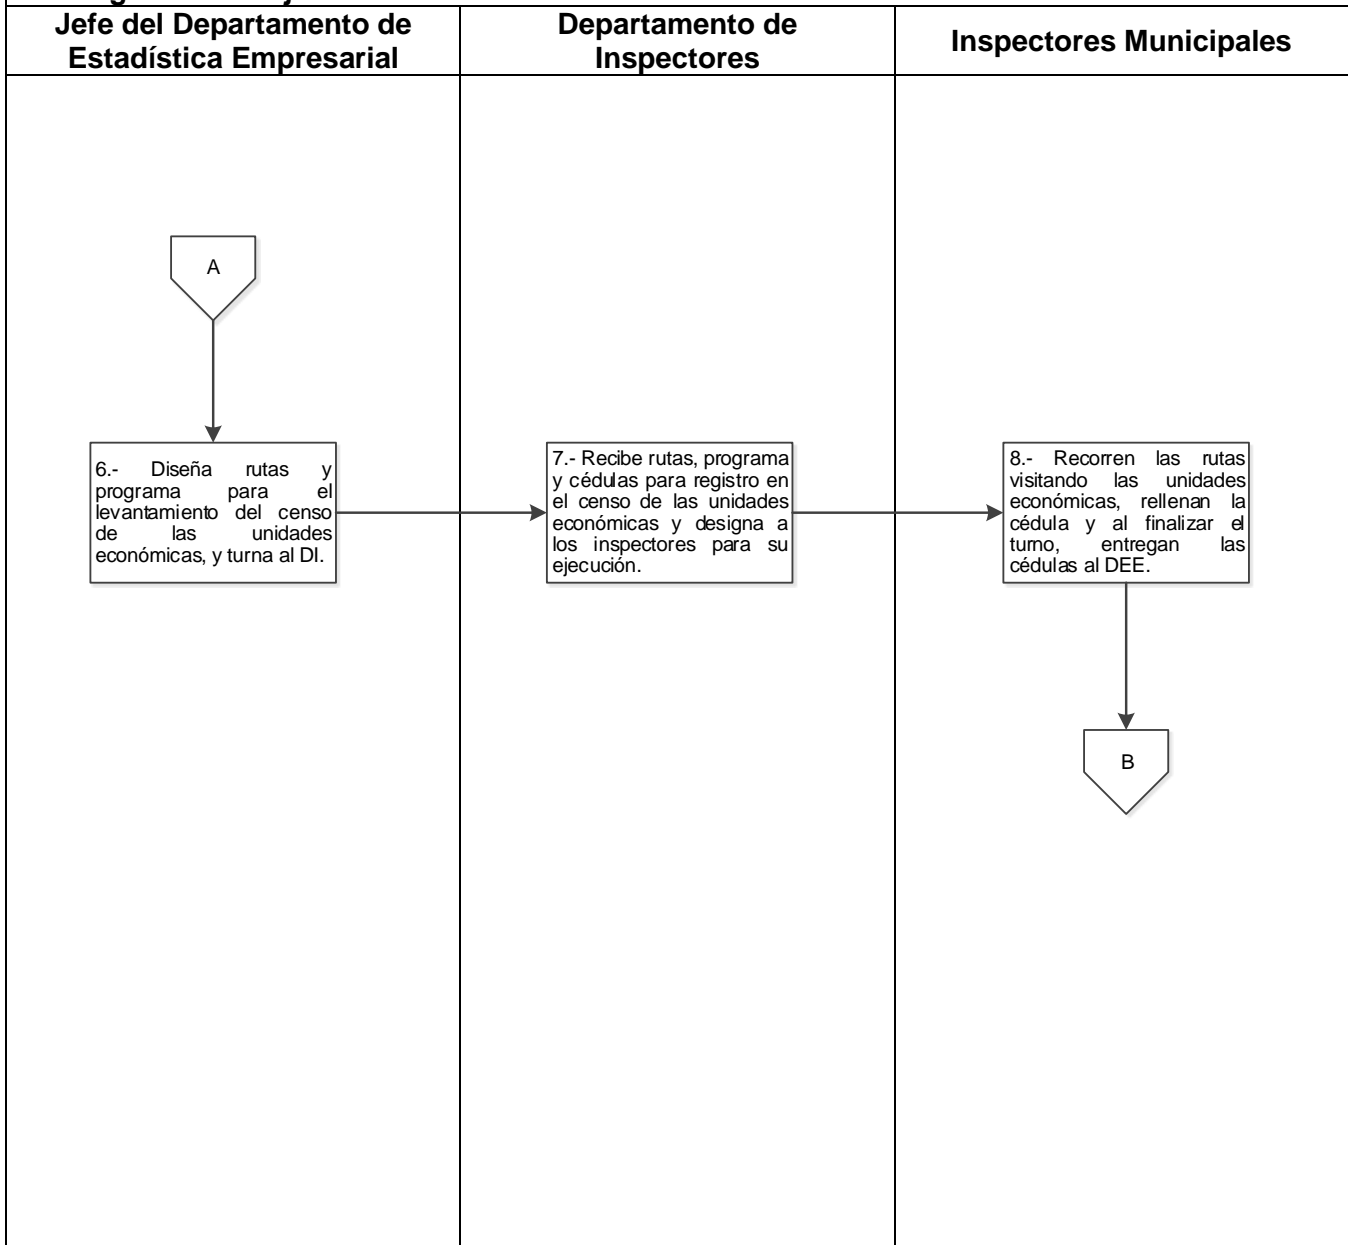 Jefe del Departamento de
Estadística Empresarial
Departamento de
Inspectores
Inspectores Municipales
A
6.- Diseña rutas y
programa para el
levantamiento del censo
de las unidades
económicas, y turna al DI.
7.- Recibe rutas, programa
y cédulas para registro en
el censo de las unidades
económicas y designa a
los inspectores para su
ejecución.
8.- Recorren las rutas
visitando las unidades
económicas, rellenan la
cédula y al finalizar el
turno, entregan las
cédulas al DEE.
B